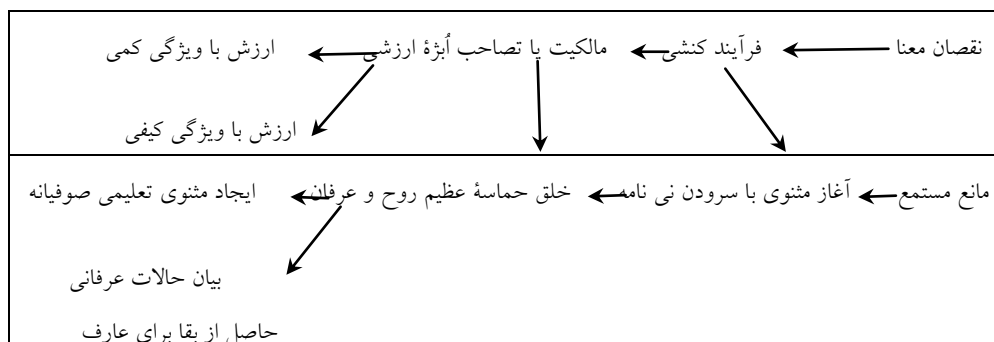 نقصان معنا فرآیند کنشی مالکیت یا تصاحب اُبژۀ ارزشی ارزش با ویژگی کمی
ارزش با ویژگی کیفی
مانع مستمع آغاز مثنوی با سرودن نی نامه خلق حماسۀ عظیم روح و عرفان ایجاد مثنوی تعلیمی صوفیانه
بیان حالات عرفانی
حاصل از بقا برای عارف